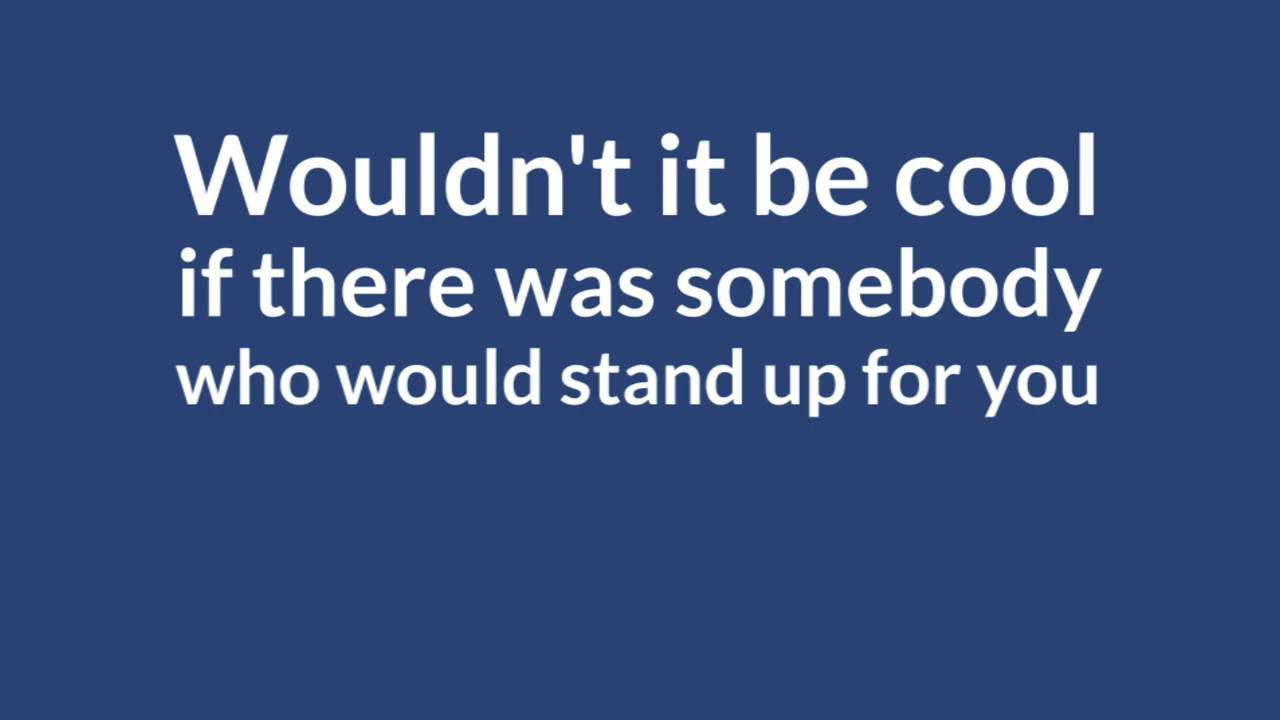 Wouldn't it be cool
if there was somebody
who would stand up for you